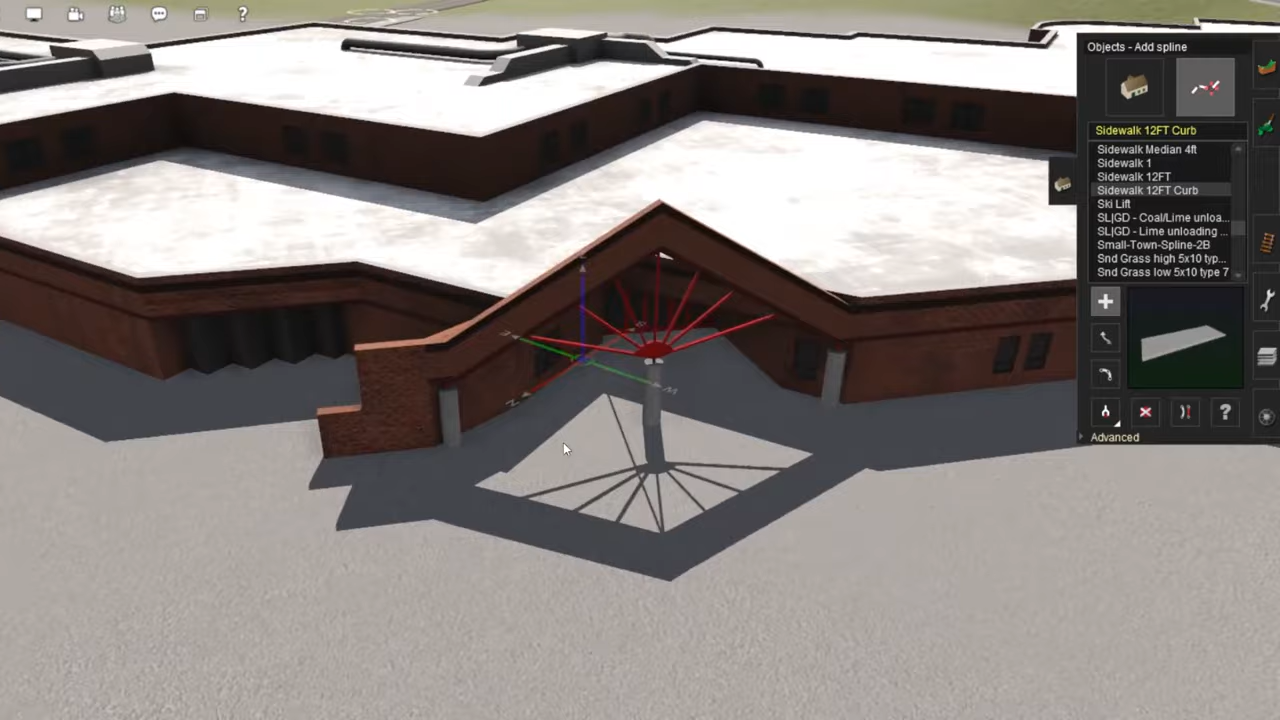 ?
Objects - Add spline
Sidewalk 12FT Curb
Sidewalk Median 4ft
Sidewalk 1
Sidewalk 12FT
Sidewalk 12FT Curb
Ski Lift
SL|GD - Coal/Lime unloa...
SL|GD - Lime unloading ...
Small-Town-Spline-2B
Snd Grass high 5x10 typ...
Snd Grass low 5x10 type 7
?
Advanced